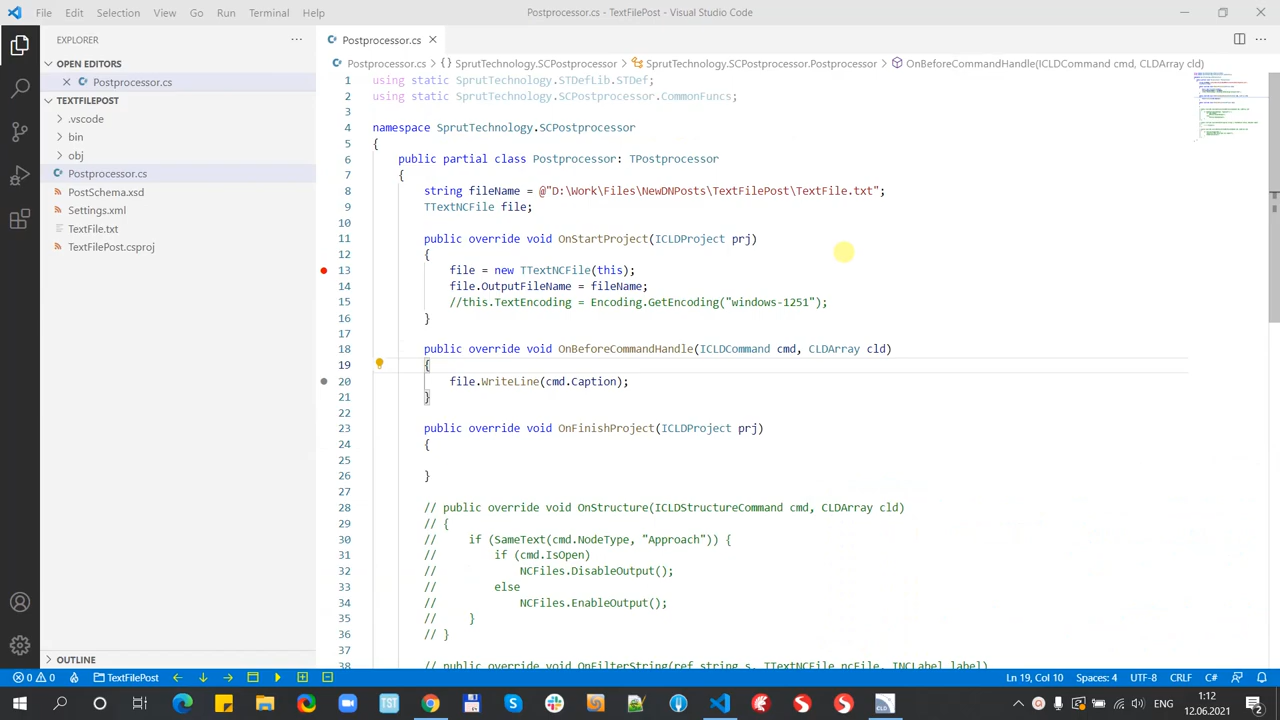 File Edit Selection View Go Run Terminal Help
Postprocessor.cs - TextFilePost - Visual Studio Code
EXPLORER
OPEN EDITORS
Postprocessor.cs
TEXTFILEPOST
.vscode
bin
obj
Postprocessor.cs
PostSchema.xsd
Settings.xml
TextFile.txt
TextFilePost.csproj
OUTLINE
Postprocessor.cs
Postprocessor.cs {} SprutTechnology.SCPostprocessor SprutTechnology.SCPostprocessor.Postprocessor OnBeforeCommandHandle(ICLDCommand cmd, CLDArray cld)
1 using static SprutTechnology.STDefLib.STDef;
2 using static SprutTechnology.SCPostprocessor.CommonFuncs;
3
4 namespace SprutTechnology.SCPostprocessor
5 {
6 public partial class Postprocessor: TPostprocessor
7 {
8 string fileName = @"D:\Work\Files\NewDNPosts\TextFilePost\TextFile.txt";
9 TTextNCFile file;
10
11 public override void OnStartProject(ICLDProject prj)
12 {
13 file = new TTextNCFile(this);
14 file.OutputFileName = fileName;
15 //this.TextEncoding = Encoding.GetEncoding("windows-1251");
16 }
17
18 public override void OnBeforeCommandHandle(ICLDCommand cmd, CLDArray cld)
19 {
20 file.WriteLine(cmd.Caption);
21 }
22
23 public override void OnFinishProject(ICLDProject prj)
24 {
25
26 }
27
28 // public override void OnStructure(ICLDStructureCommand cmd, CLDArray cld)
29 // {
30 // if (SameText(cmd.NodeType, "Approach")) {
31 // if (cmd.IsOpen)
32 // NCFiles.DisableOutput();
33 // else
34 // NCFiles.EnableOutput();
35 // }
36 // }
37
38 // public override void OnFilterString(ref string s, TTextNCFile ncFile, INCLabel label)
0 0 TextFilePost Ln 19, Col 10 Spaces: 4 UTF-8 CRLF C#
TST CLD ENG 1:12
12.06.2021